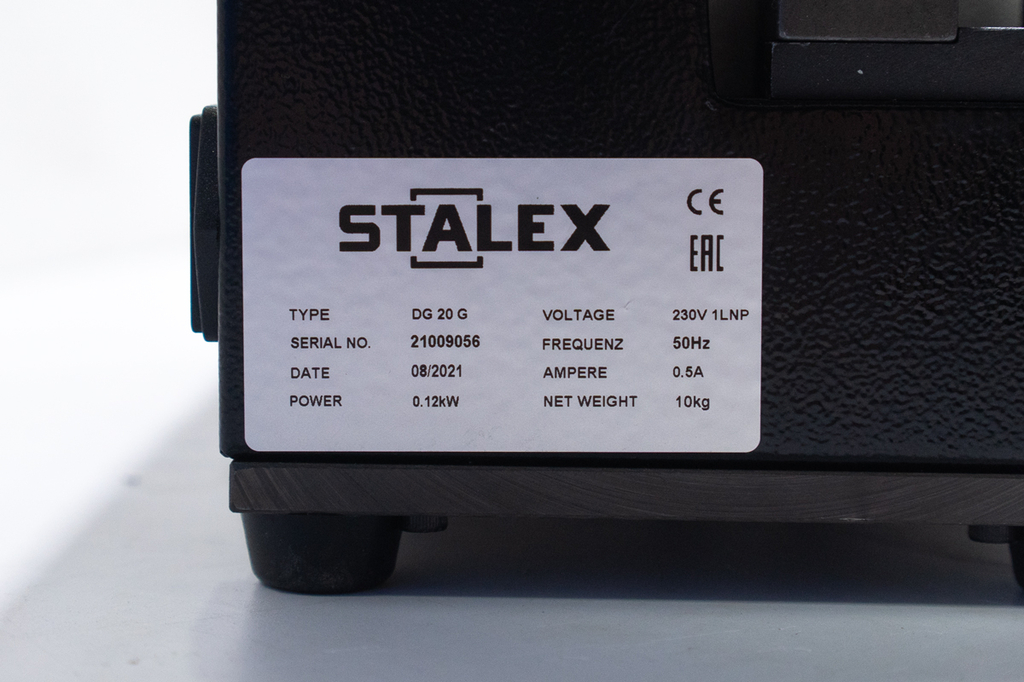 STALEX
CE
EAC
TYPE DG 20 G VOLTAGE 230V 1LNP
SERIAL NO. 21009056 FREQUENZ 50Hz
DATE 08/2021 AMPERE 0.5A
POWER 0.12kW NET WEIGHT 10kg